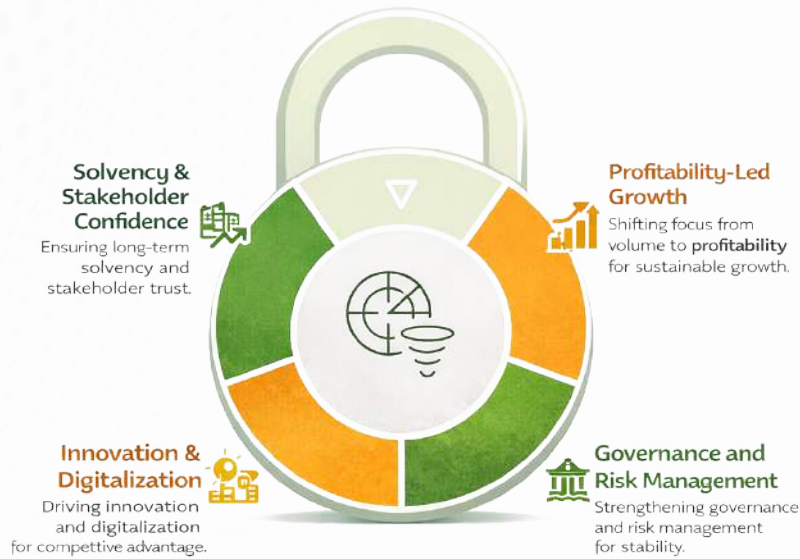 Solvency &
Stakeholder
Confidence
Ensuring long-term
solvency and
stakeholder trust.
Profitability-Led
Growth
Shifting focus from
volume to profitability
for sustainable growth.
Innovation &
Digitalization
Driving innovation
and digitalization
for compettive advantage.
Governance and
Risk Management
Strengthening governance
and risk management
for stability.